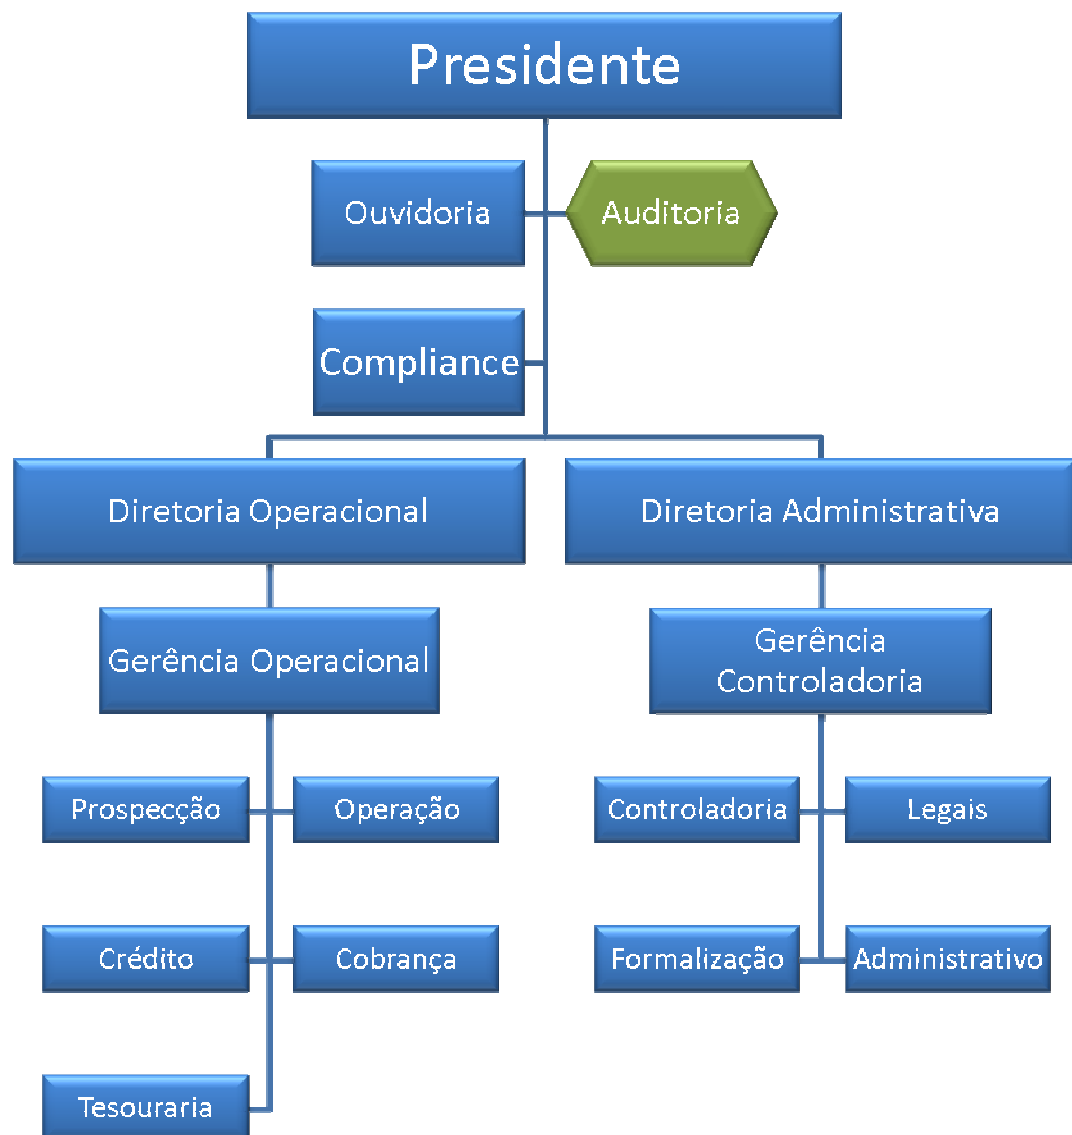 Presidente
Ouvidoria
Auditoria
Compliance
Diretoria Operacional
Diretoria Administrativa
Gerência Operacional
Gerência
Controladoria
Prospecção
Operação
Controladoria
Legais
Crédito
Cobrança
Formalização
Administrativo
Tesouraria